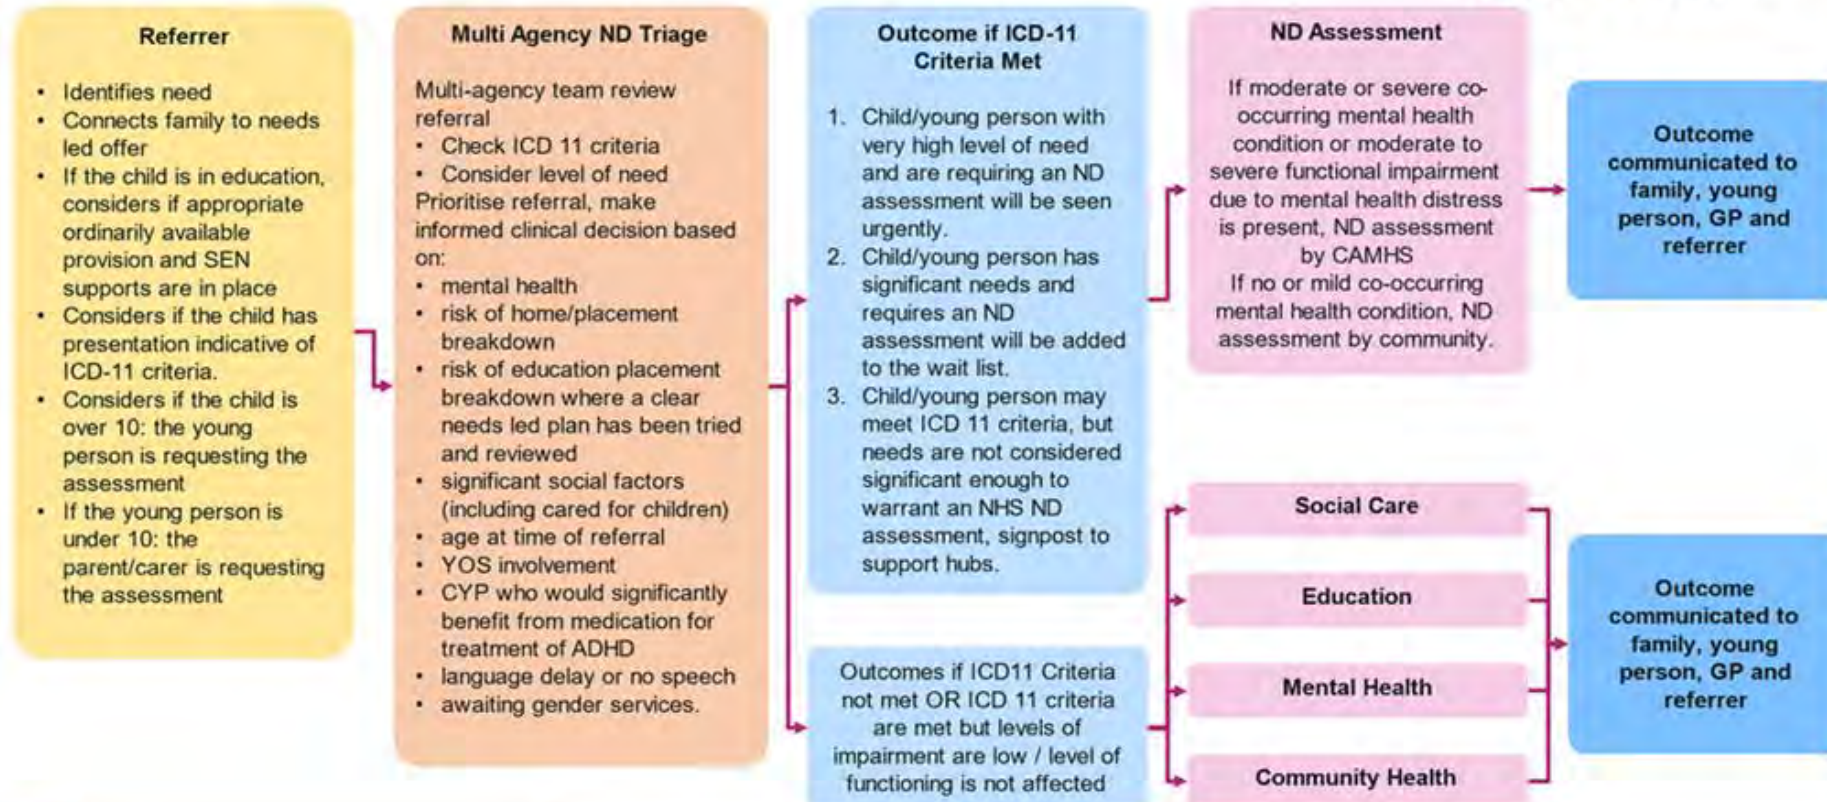 Referrer
• Identifies need
• Connects family to needs
led offer
• If the child is in education,
considers if appropriate
ordinarily available
provision and SEN
supports are in place
• Considers if the child has
presentation indicative of
ICD-11 criteria.
• Considers if the child is
over 10: the young
person is requesting the
assessment
• If the young person is
under 10: the
parent/carer is requesting
the assessment
Multi Agency ND Triage
Multi-agency team review
referral
• Check ICD 11 criteria
• Consider level of need
Prioritise referral, make
informed clinical decision based
on:
• mental health
• risk of home/placement
breakdown
• risk of education placement
breakdown where a clear
needs led plan has been tried
and reviewed
• significant social factors
(including cared for children)
• age at time of referral
• YOS involvement
• CYP who would significantly
benefit from medication for
treatment of ADHD
• language delay or no speech
• awaiting gender services.
Outcome if ICD-11
Criteria Met
1. Child/young person with
very high level of need
and are requiring an ND
assessment will be seen
urgently.
2. Child/young person has
significant needs and
requires an ND
assessment will be added
to the wait list.
3. Child/young person may
meet ICD 11 criteria, but
needs are not considered
significant enough to
warrant an NHS ND
assessment, signpost to
support hubs.
Outcomes if ICD11 Criteria
not met OR ICD 11 criteria
are met but levels of
impairment are low / level of
functioning is not affected
ND Assessment
If moderate or severe co-
occurring mental health
condition or moderate to
severe functional impairment
due to mental health distress
is present, ND assessment
by CAMHS
If no or mild co-occurring
mental health condition, ND
assessment by community.
Social Care
Education
Mental Health
Community Health
Outcome
communicated to
family, young
person, GP and
referrer
Outcome
communicated to
family, young
person, GP and
referrer